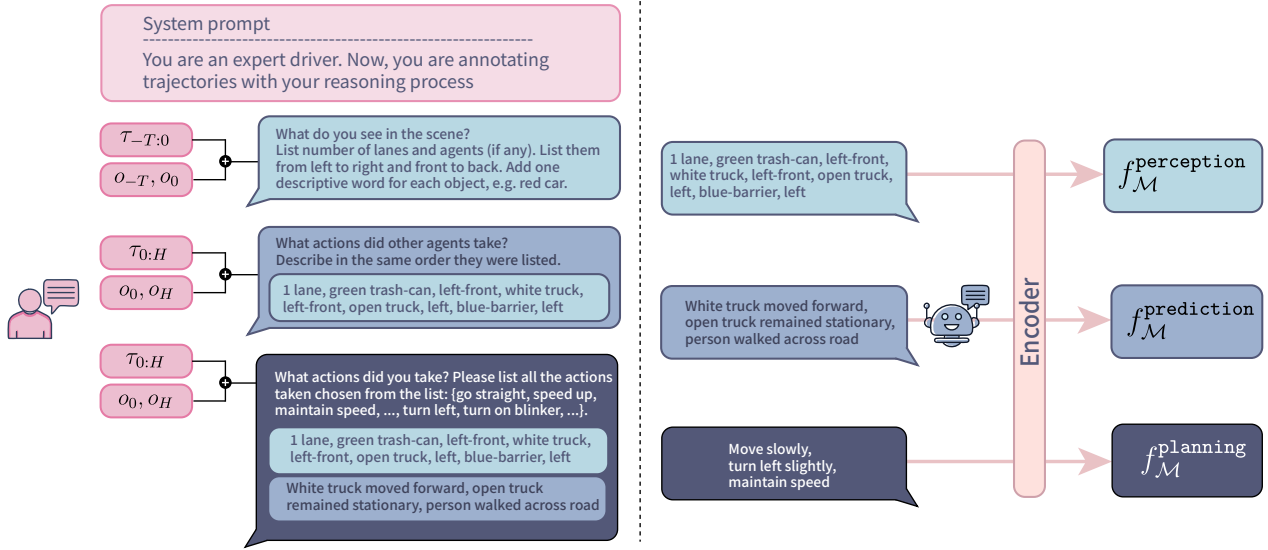 System prompt
You are an expert driver. Now, you are annotating
trajectories with your reasoning process
τ₋T:0
o₋T, o₀
What do you see in the scene?
List number of lanes and agents (if any). List them
from left to right and front to back. Add one
descriptive word for each object, e.g. red car.
τ₀:H
o₀, o_H
What actions did other agents take?
Describe in the same order they were listed.
1 lane, green trash-can, left-front, white truck,
left-front, open truck, left, blue-barrier, left
τ₀:H
o₀, o_H
What actions did you take? Please list all the actions
taken chosen from the list: {go straight, speed up,
maintain speed, ..., turn left, turn on blinker, ...}.
1 lane, green trash-can, left-front, white truck,
left-front, open truck, left, blue-barrier, left
White truck moved forward, open truck
remained stationary, person walked across road
1 lane, green trash-can, left-front,
white truck, left-front, open truck,
left, blue-barrier, left
White truck moved forward,
open truck remained stationary,
person walked across road
Move slowly,
turn left slightly,
maintain speed
Encoder
f_M^perception
f_M^prediction
f_M^planning